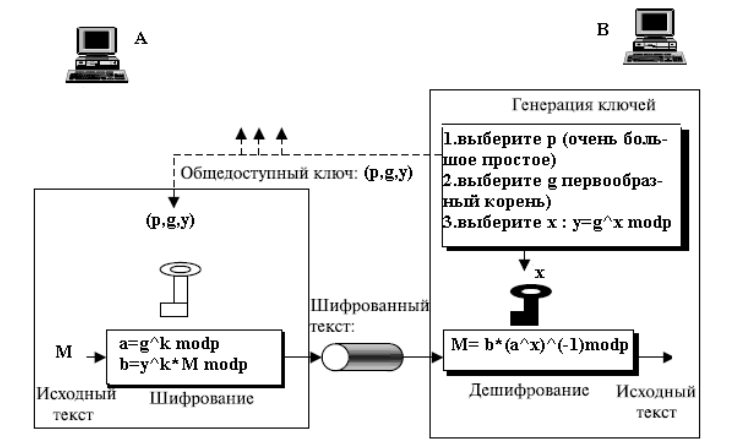 A
B
Генерация ключей
1.выберите p (очень боль-
шое простое)
2.выберите g первообраз-
ный корень)
3.выберите x : y=g^x modp
Общедоступный ключ: (p,g,y)
(p,g,y)
x
Шифрованный
текст:
M
a=g^k modp
b=y^k*M modp
M= b*(a^x)^(-1)modp
Исходный
текст
Шифрование
Дешифрование
Исходный
текст